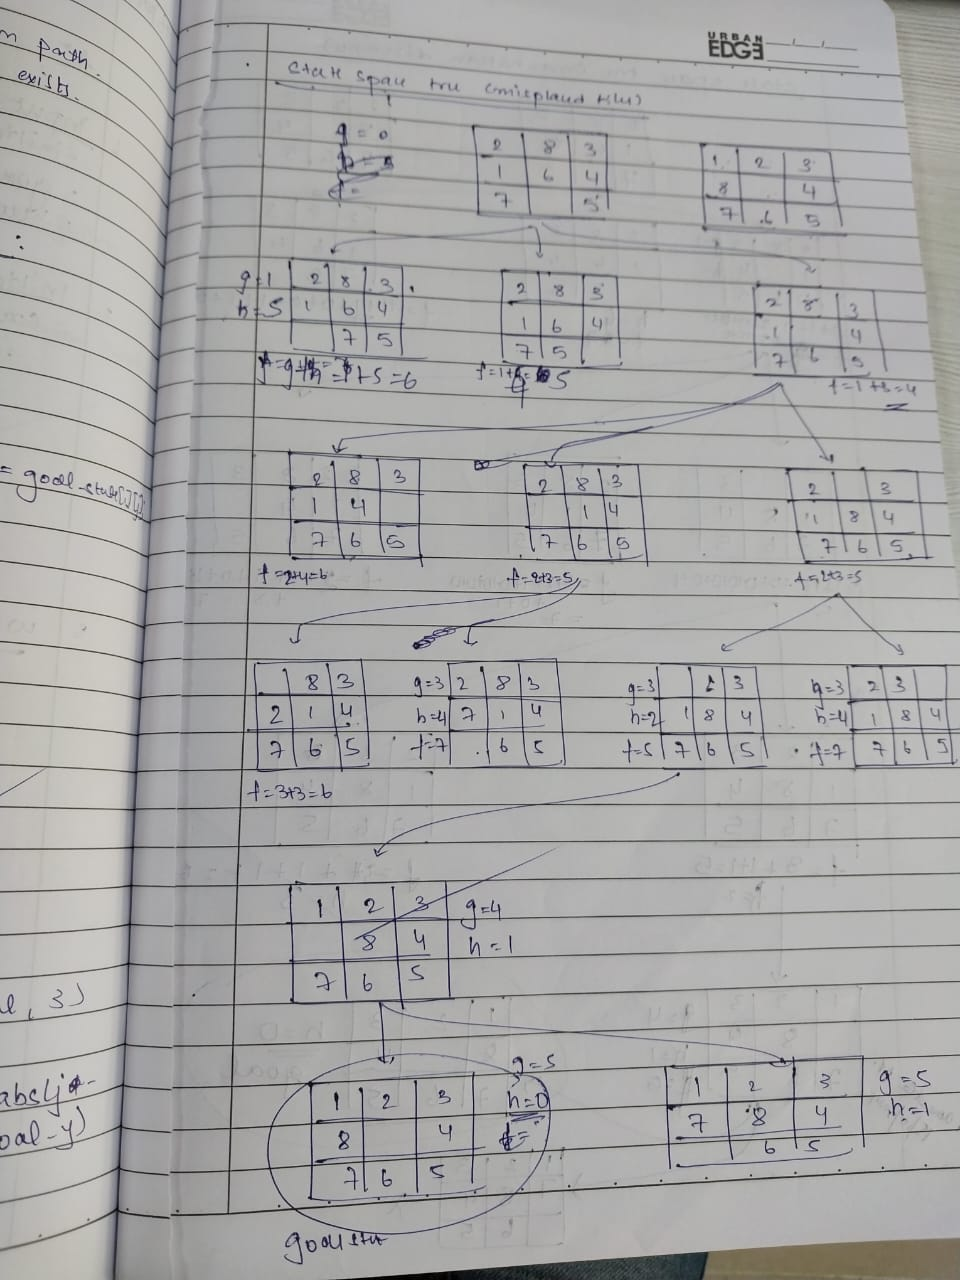 URBAN
EDGE
m path
exists.
State space tree (misplaced tiles)
g = 0
h =
f =
2 8 3
1 6 4
7 5
1 2 3
8 4
7 6 5
:
g=1
h=5
2 8 3
1 6 4
7 5
f=g+h = 1+5=6
2 8 3
1 6 4
7 5
f=1+ 5
2 8 3
1 4
7 6 5
f=1+3=4
= goal_state[i][j]
2 8 3
1 4
7 6 5
f=2+4=6
2 8 3
1 4
7 6 5
f=2+3=5
2 3
1 8 4
7 6 5
f=2+3=5
8 3
2 1 4
7 6 5
f=3+3=6
g=3
h=4
f=7
2 8 3
7 1 4
6 5
g=3
h=2
f=5
2 3
1 8 4
7 6 5
g=3
h=4
f=7
2 3
1 8 4
7 6 5
1 2 3
8 4
7 6 5
g=4
h=1
, 3)
abs(
oal-y)
1 2 3
8 4
7 6 5
g=5
h=0
f=
goal state
1 2 3
7 8 4
6 5
g=5
h=1